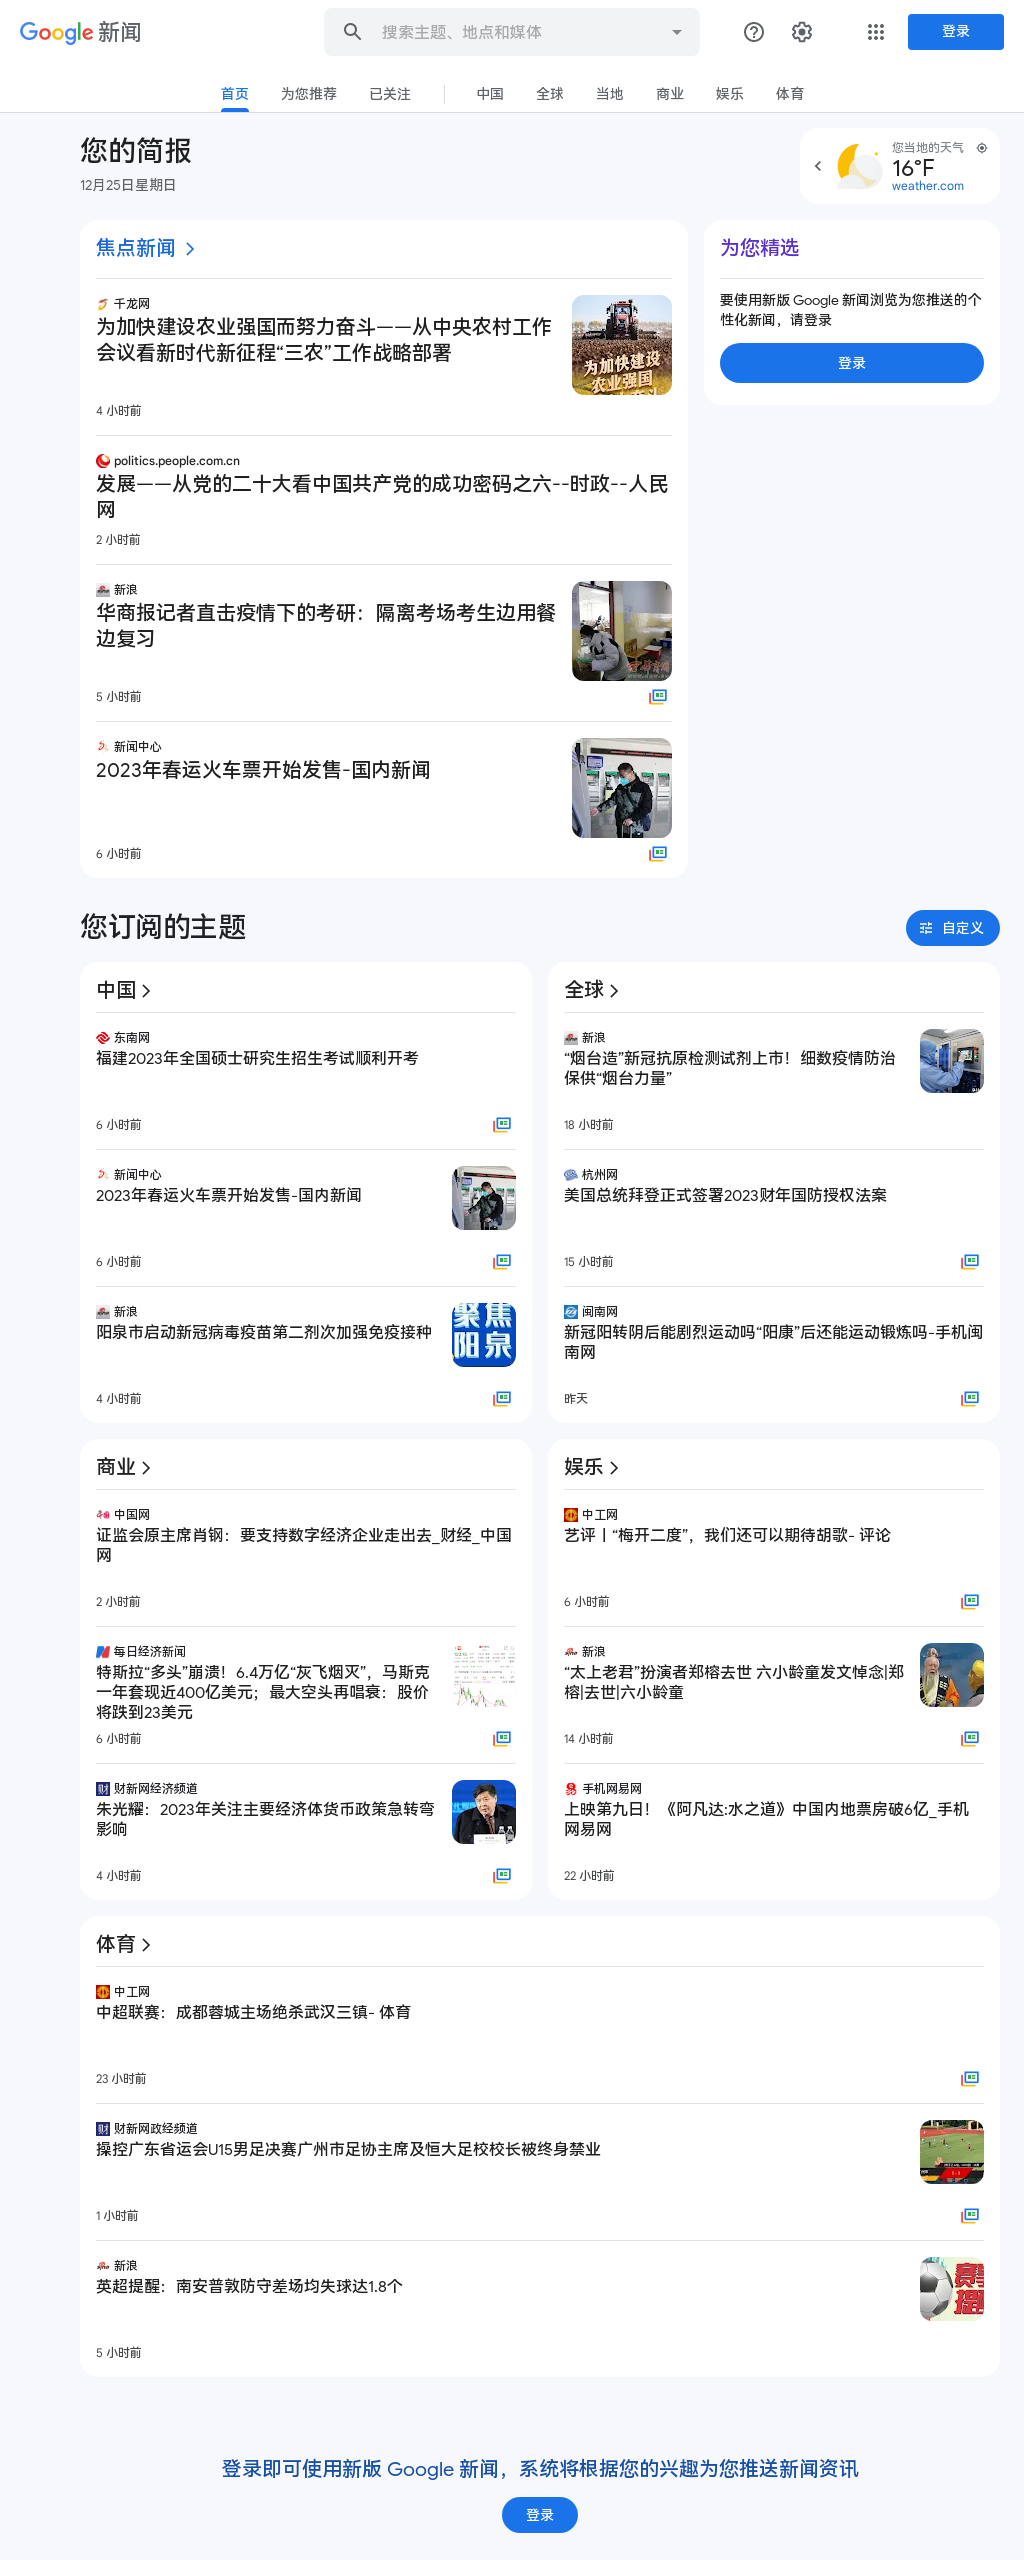 Google 新闻
搜索主题、地点和媒体
登录
首页
为您推荐
已关注
中国
全球
当地
商业
娱乐
体育
您的简报
12月25日星期日
您当地的天气
16°F
weather.com
焦点新闻
千龙网
为加快建设农业强国而努力奋斗——从中央农村工作
会议看新时代新征程“三农”工作战略部署
为加快建设
农业强国
4 小时前
politics.people.com.cn
发展——从党的二十大看中国共产党的成功密码之六--时政--人民
网
2 小时前
新浪
华商报记者直击疫情下的考研：隔离考场考生边用餐
边复习
5 小时前
新闻中心
2023年春运火车票开始发售-国内新闻
6 小时前
为您精选
要使用新版 Google 新闻浏览为您推送的个
性化新闻，请登录
登录
您订阅的主题
自定义
中国
东南网
福建2023年全国硕士研究生招生考试顺利开考
6 小时前
新闻中心
2023年春运火车票开始发售-国内新闻
6 小时前
新浪
阳泉市启动新冠病毒疫苗第二剂次加强免疫接种
聚焦
阳泉
4 小时前
全球
新浪
“烟台造”新冠抗原检测试剂上市！细数疫情防治
保供“烟台力量”
18 小时前
杭州网
美国总统拜登正式签署2023财年国防授权法案
15 小时前
闽南网
新冠阳转阴后能剧烈运动吗“阳康”后还能运动锻炼吗-手机闽
南网
昨天
商业
中国网
证监会原主席肖钢：要支持数字经济企业走出去_财经_中国
网
2 小时前
每日经济新闻
特斯拉“多头”崩溃！6.4万亿“灰飞烟灭”，马斯克
一年套现近400亿美元；最大空头再唱衰：股价
将跌到23美元
6 小时前
财新网经济频道
朱光耀：2023年关注主要经济体货币政策急转弯
影响
4 小时前
娱乐
中工网
艺评丨“梅开二度”，我们还可以期待胡歌- 评论
6 小时前
新浪
“太上老君”扮演者郑榕去世 六小龄童发文悼念|郑
榕|去世|六小龄童
14 小时前
手机网易网
上映第九日！《阿凡达:水之道》中国内地票房破6亿_手机
网易网
22 小时前
体育
中工网
中超联赛：成都蓉城主场绝杀武汉三镇- 体育
23 小时前
财新网政经频道
操控广东省运会U15男足决赛广州市足协主席及恒大足校校长被终身禁业
1 小时前
新浪
英超提醒：南安普敦防守差场均失球达1.8个
5 小时前
登录即可使用新版 Google 新闻，系统将根据您的兴趣为您推送新闻资讯
登录